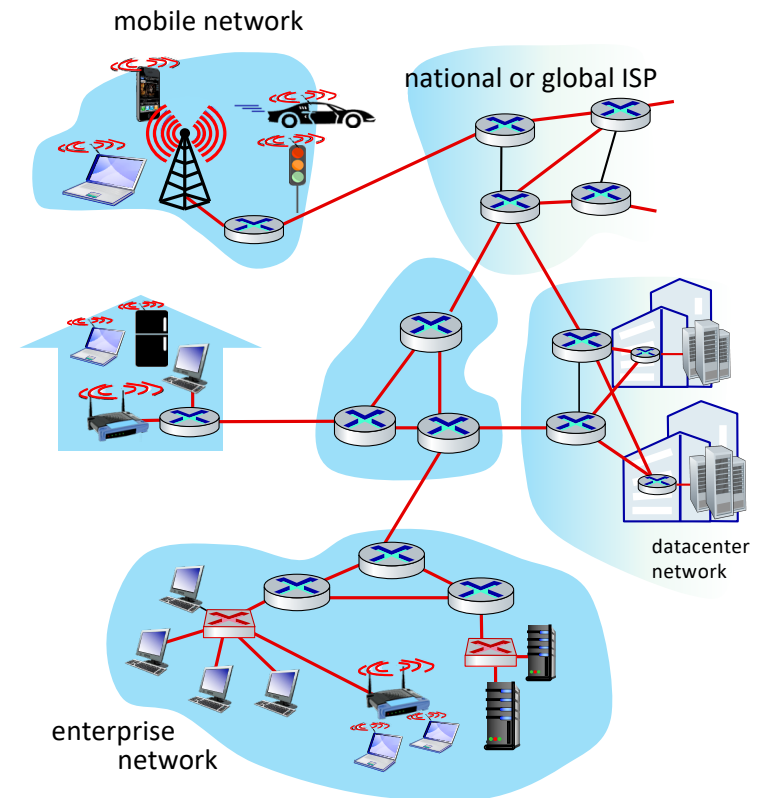 mobile network
national or global ISP
datacenter
network
enterprise
network